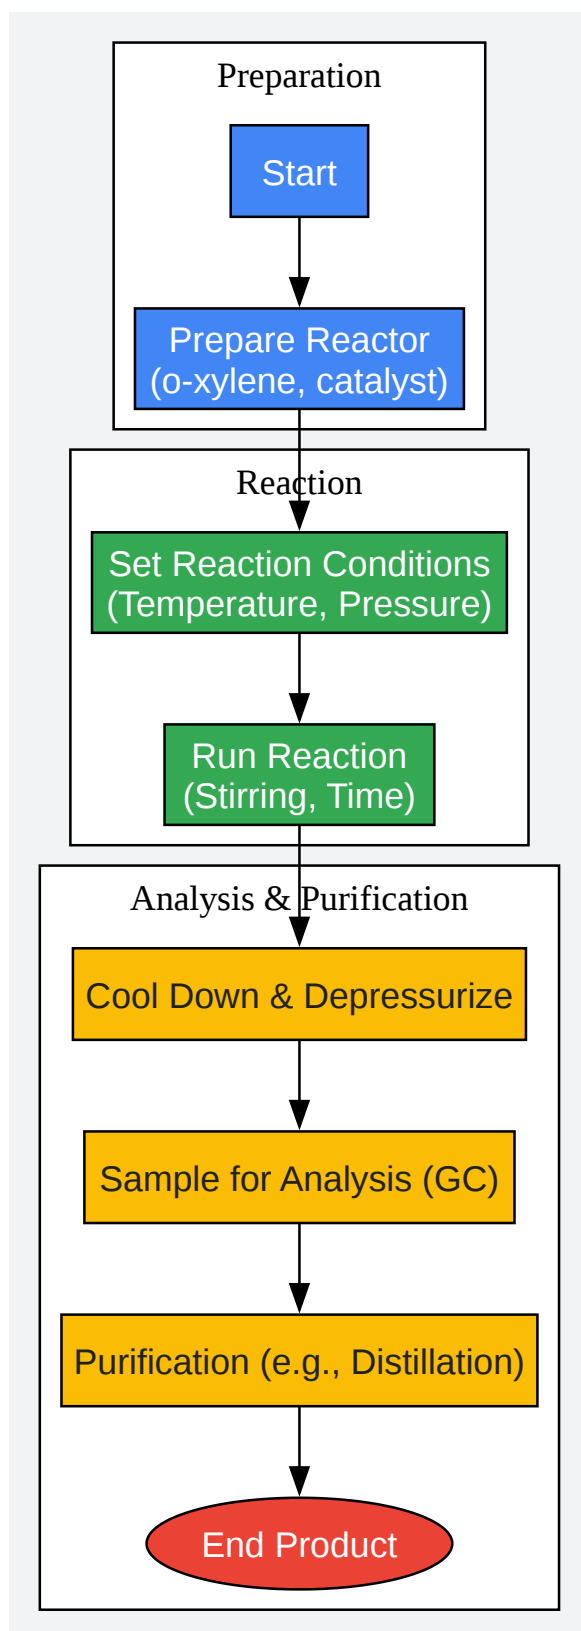 Preparation
Start
Prepare Reactor
(o-xylene, catalyst)
Reaction
Set Reaction Conditions
(Temperature, Pressure)
Run Reaction
(Stirring, Time)
Analysis & Purification
Cool Down & Depressurize
Sample for Analysis (GC)
Purification (e.g., Distillation)
End Product